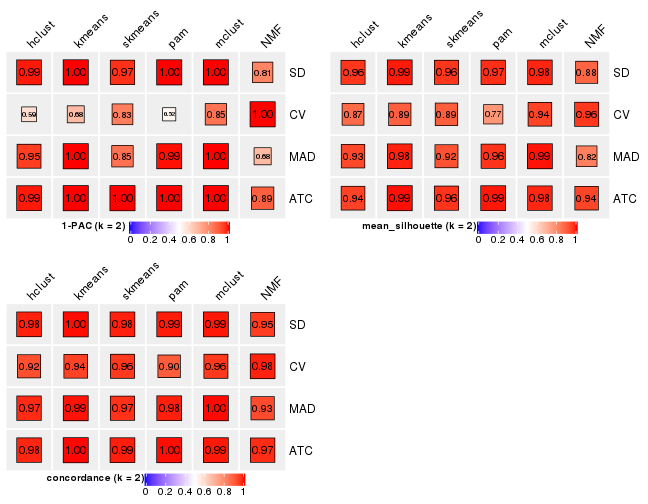 hclust kmeans skmeans pam mclust NMF
0.99 1.00 0.97 1.00 1.00 0.81 SD
0.59 0.68 0.83 0.52 0.85 1.00 CV
0.95 1.00 0.85 0.99 1.00 0.68 MAD
0.99 1.00 1.00 1.00 1.00 0.89 ATC
1-PAC (k = 2)
0 0.2 0.4 0.6 0.8 1
hclust kmeans skmeans pam mclust NMF
0.96 0.99 0.96 0.97 0.98 0.88 SD
0.87 0.89 0.89 0.77 0.94 0.96 CV
0.93 0.98 0.92 0.96 0.99 0.82 MAD
0.94 0.99 0.96 0.99 0.98 0.94 ATC
mean_silhouette (k = 2)
0 0.2 0.4 0.6 0.8 1
hclust kmeans skmeans pam mclust NMF
0.98 1.00 0.98 0.99 0.99 0.95 SD
0.92 0.94 0.96 0.90 0.96 0.98 CV
0.97 0.99 0.97 0.98 1.00 0.93 MAD
0.98 1.00 0.99 1.00 0.99 0.97 ATC
concordance (k = 2)
0 0.2 0.4 0.6 0.8 1